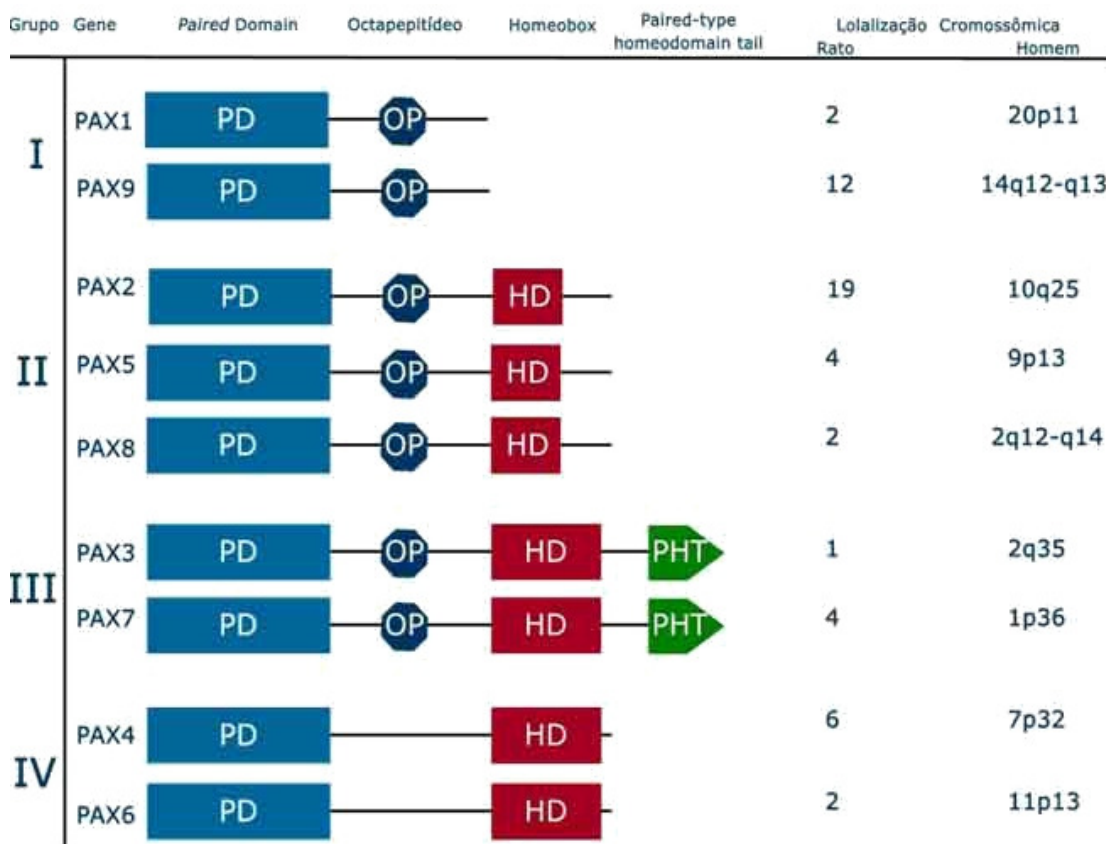 Grupo Gene Paired Domain Octapepitídeo Homeobox Paired-type homeodomain tail Lolalização Cromossômica
Rato Homem
I
PAX1 PD OP 2 20p11
PAX9 PD OP 12 14q12-q13
II
PAX2 PD OP HD 19 10q25
PAX5 PD OP HD 4 9p13
PAX8 PD OP HD 2 2q12-q14
III
PAX3 PD OP HD PHT 1 2q35
PAX7 PD OP HD PHT 4 1p36
IV
PAX4 PD HD 6 7p32
PAX6 PD HD 2 11p13